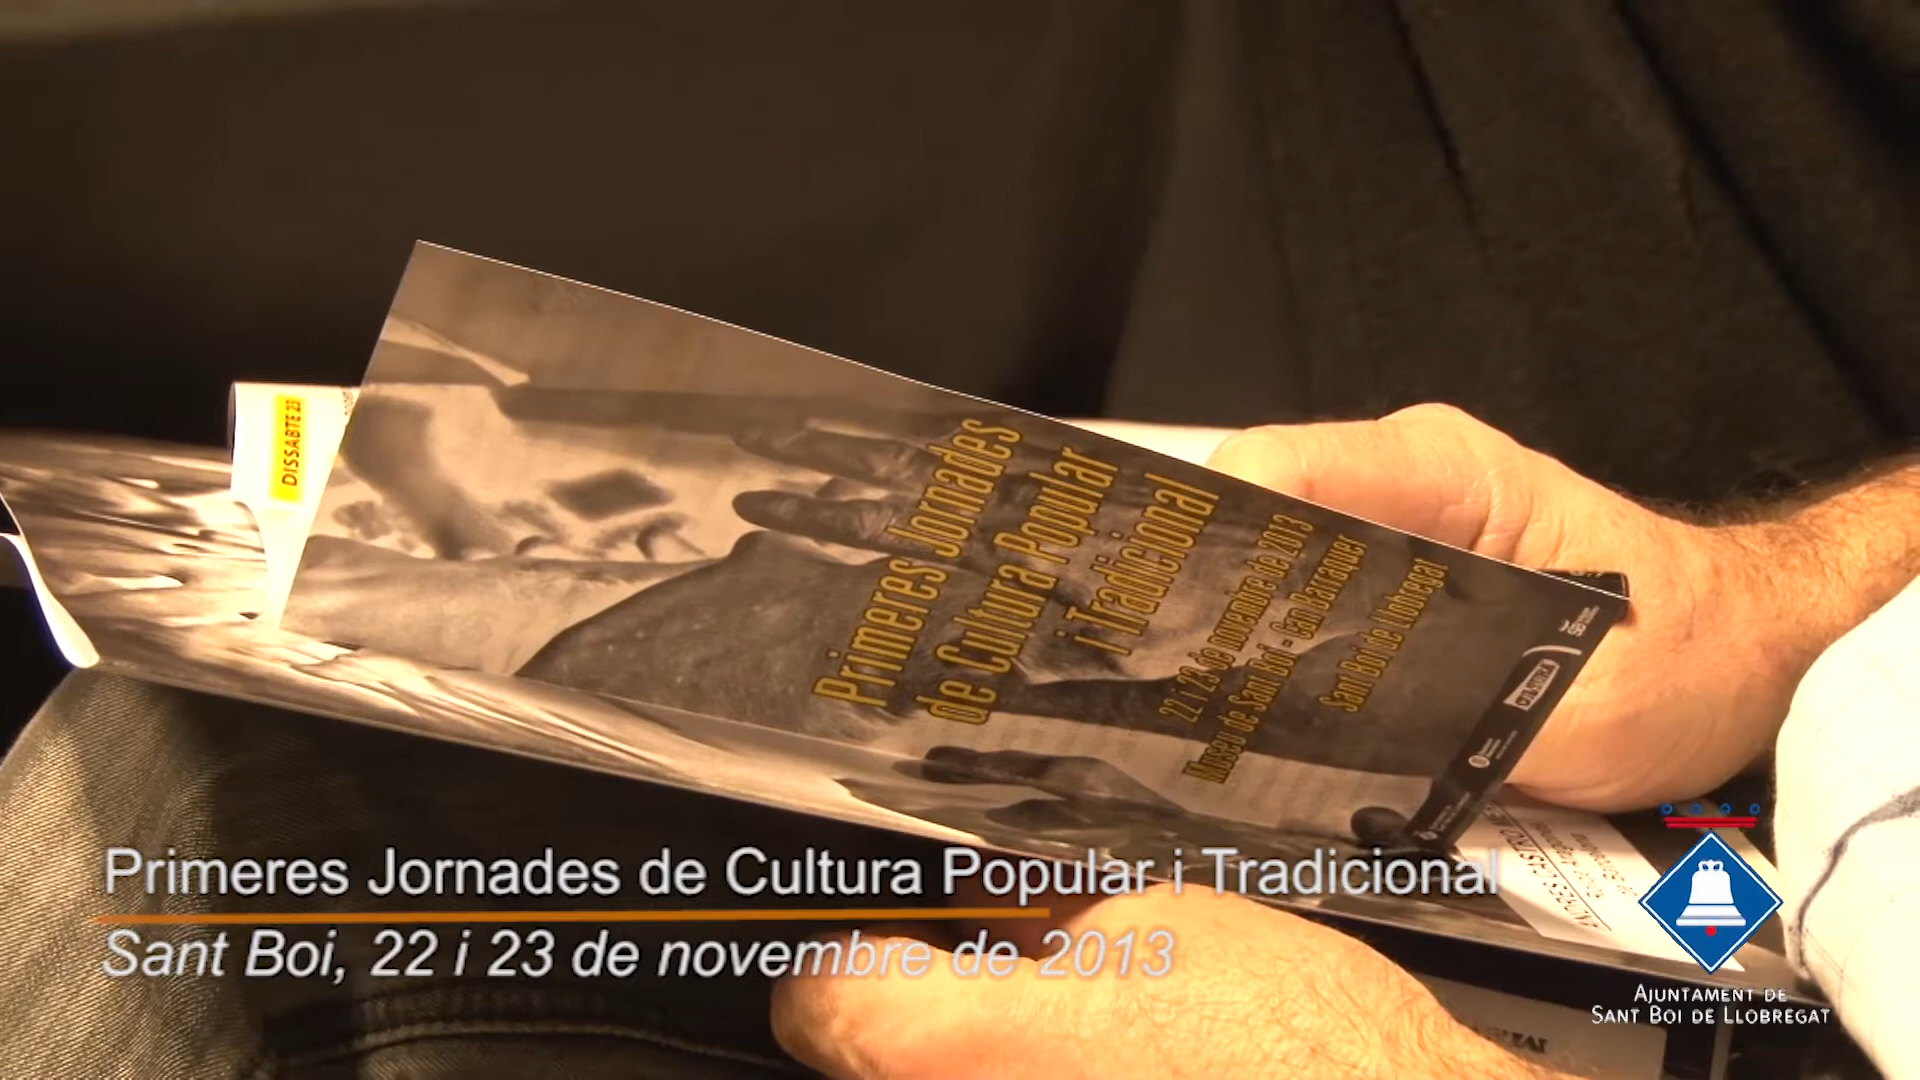 DISSABTE 23
Primeres Jornades
de Cultura Popular
i Tradicional
22 i 23 de novembre de 2013
Museu de Sant Boi - Can Barraquer
Sant Boi de Llobregat
Primeres Jornades de Cultura Popular i Tradicional
Sant Boi, 22 i 23 de novembre de 2013
AJUNTAMENT DE
SANT BOI DE LLOBREGAT